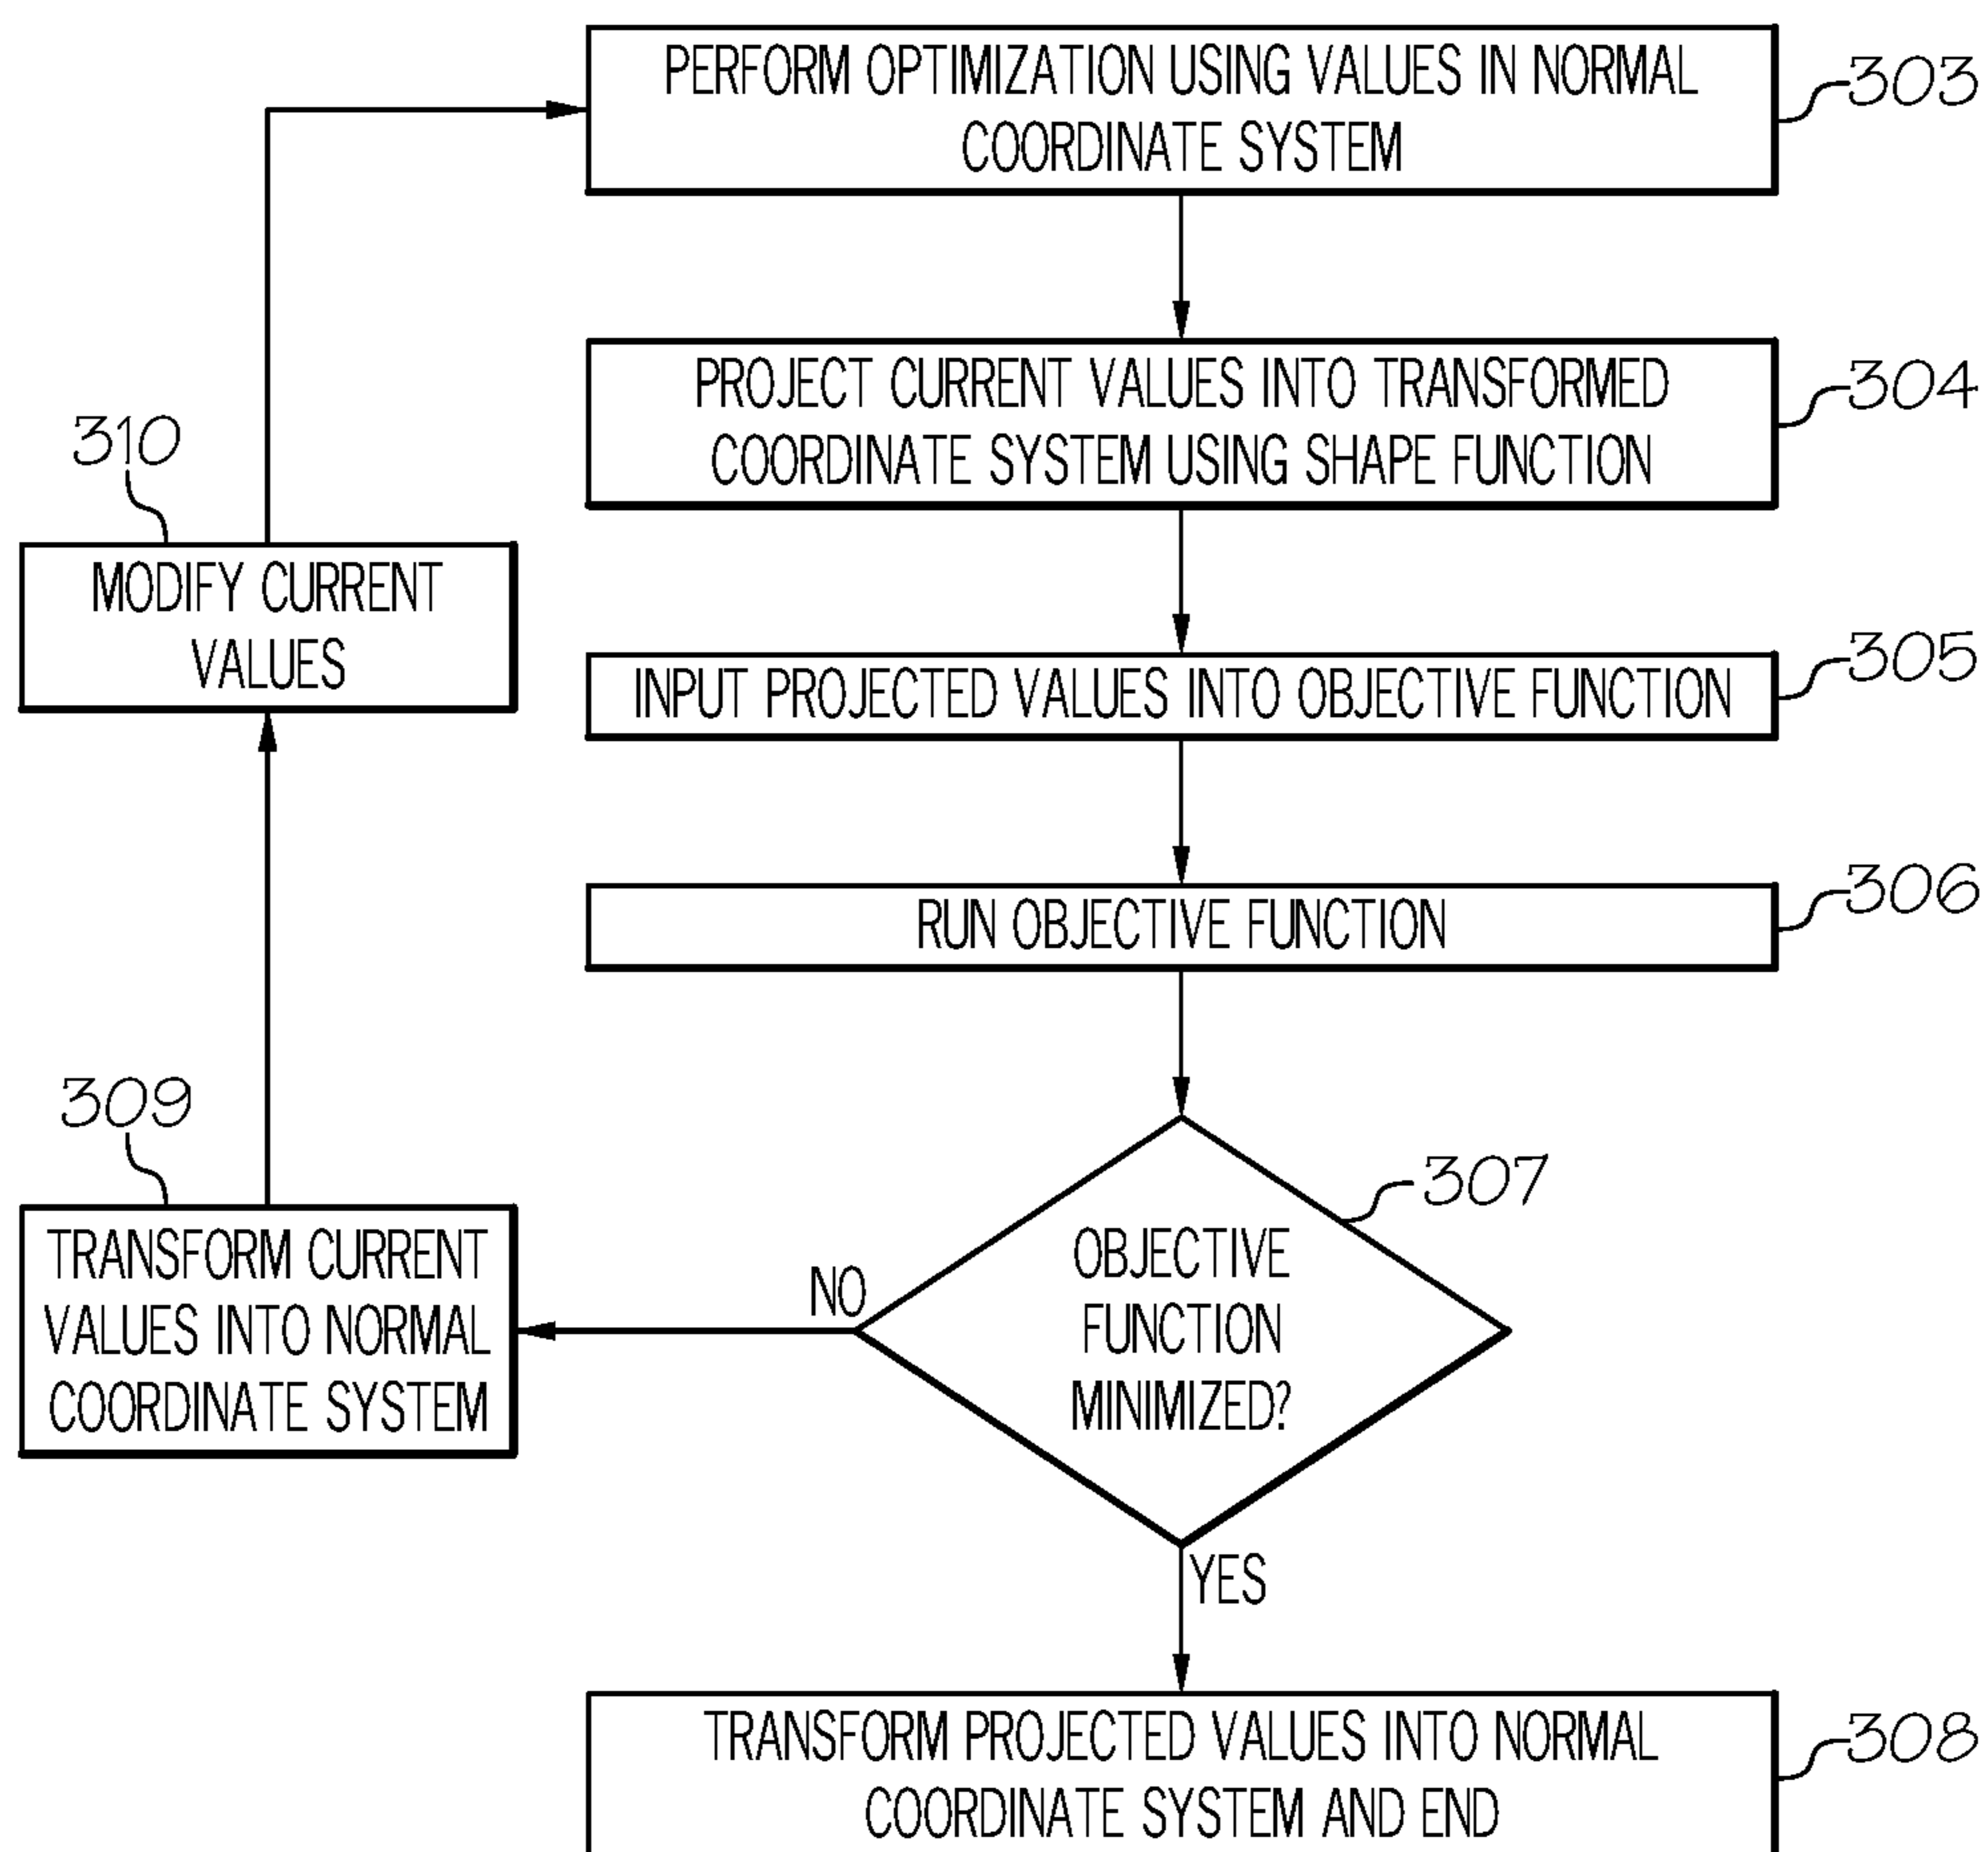 PERFORM OPTIMIZATION USING VALUES IN NORMAL
COORDINATE SYSTEM
303
PROJECT CURRENT VALUES INTO TRANSFORMED
COORDINATE SYSTEM USING SHAPE FUNCTION
304
310
MODIFY CURRENT
VALUES
INPUT PROJECTED VALUES INTO OBJECTIVE FUNCTION
305
RUN OBJECTIVE FUNCTION
306
309
TRANSFORM CURRENT
VALUES INTO NORMAL
COORDINATE SYSTEM
NO
OBJECTIVE
FUNCTION
MINIMIZED?
307
YES
TRANSFORM PROJECTED VALUES INTO NORMAL
COORDINATE SYSTEM AND END
308